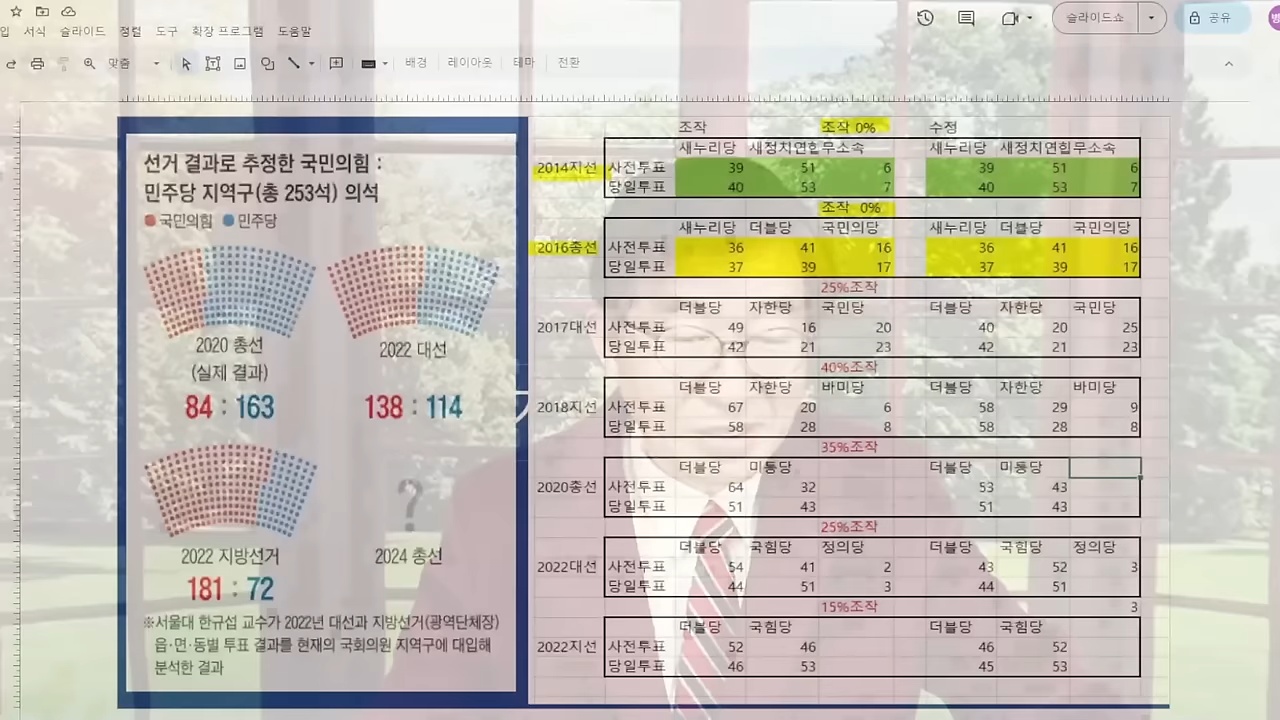 입 서식 슬라이드 정렬 도구 확장 프로그램 도움말
슬라이드쇼
공유
맞춤
배경 레이아웃 테마 전환
선거 결과로 추정한 국민의힘 :
민주당 지역구(총 253석) 의석
국민의힘 민주당
2020 총선
(실제 결과)
84 : 163
2022 대선
138 : 114
2022 지방선거
181 : 72
?
2024 총선
※서울대 한규섭 교수가 2022년 대선과 지방선거(광역단체장)
읍·면·동별 투표 결과를 현재의 국회의원 지역구에 대입해
분석한 결과
조작 조작 0% 수정
새누리당 새정치연합 무소속 새누리당 새정치연합 무소속
2014지선 사전투표 39 51 6 39 51 6
당일투표 40 53 7 40 53 7
조작 0%
새누리당 더블당 국민의당 새누리당 더블당 국민의당
2016총선 사전투표 36 41 16 36 41 16
당일투표 37 39 17 37 39 17
25%조작
더블당 자한당 국민당 더블당 자한당 국민당
2017대선 사전투표 49 16 20 40 20 25
당일투표 42 21 23 42 21 23
40%조작
더블당 자한당 바미당 더블당 자한당 바미당
2018지선 사전투표 67 20 6 58 29 9
당일투표 58 28 8 58 28 8
35%조작
더블당 미통당 더블당 미통당
2020총선 사전투표 64 32 53 43
당일투표 51 43 51 43
25%조작
더블당 국힘당 정의당 더블당 국힘당 정의당
2022대선 사전투표 54 41 2 43 52 3
당일투표 44 51 3 44 51
15%조작 3
더블당 국힘당 더블당 국힘당
2022지선 사전투표 52 46 46 52
당일투표 46 53 45 53